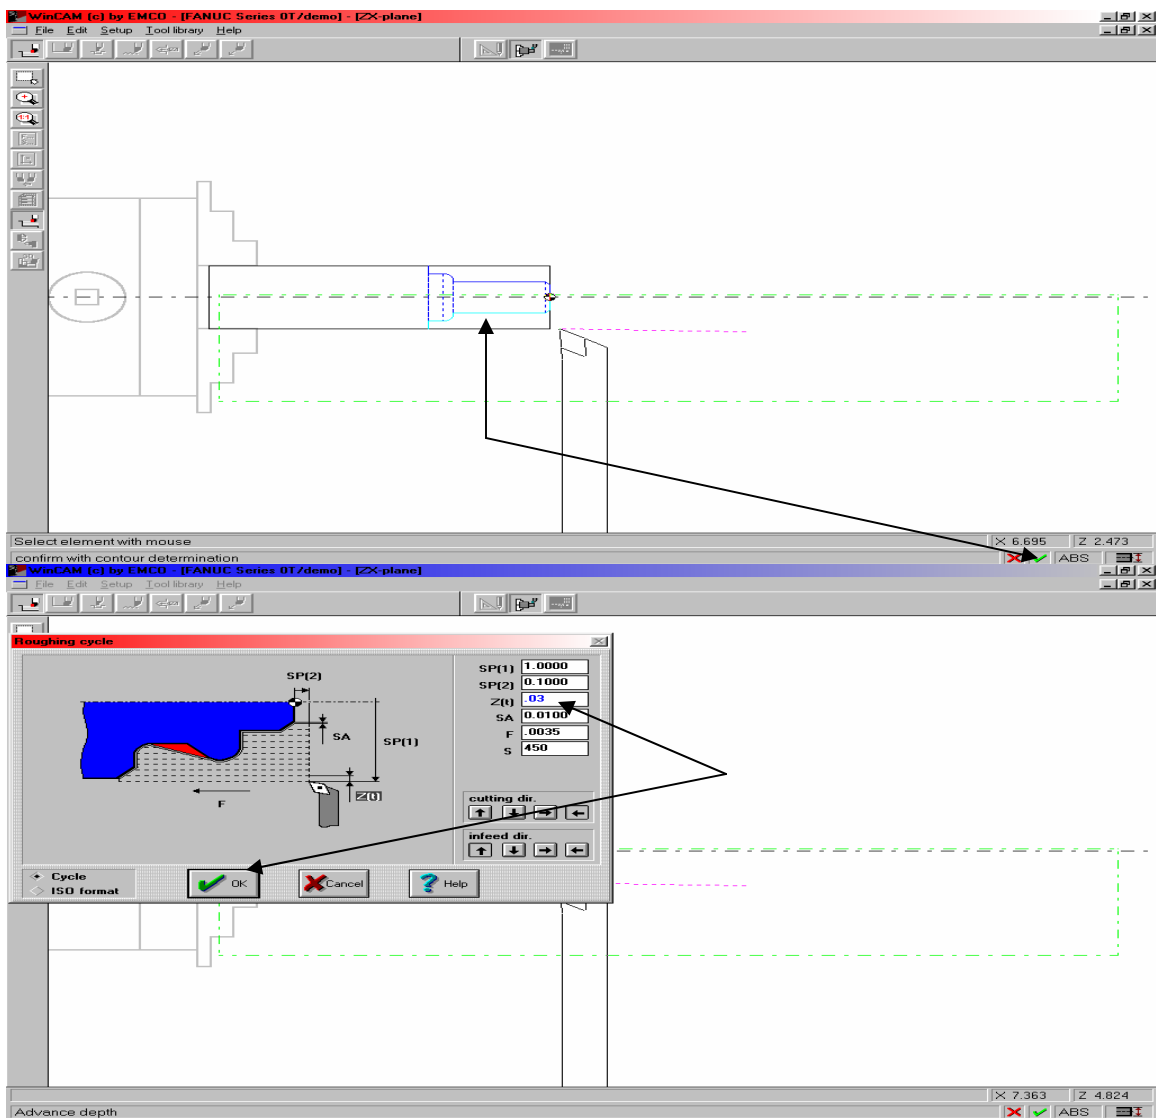 WinCAM (c) by EMCO - [FANUC Series 0T/demo] - [ZX-plane]
File Edit Setup Tool library Help
Select element with mouse
X 6.695 Z 2.473
confirm with contour determination
ABS
WinCAM (c) by EMCO - [FANUC Series 0T/demo] - [ZX-plane]
File Edit Setup Tool library Help
Roughing cycle
SP(2)
SA
SP(1)
Z(t)
F
SP(1) 1.0000
SP(2) 0.1000
Z(t) .03
SA 0.0100
F .0035
S 450
cutting dir.
infeed dir.
Cycle
ISO format
OK
Cancel
? Help
X 7.363 Z 4.824
Advance depth
ABS